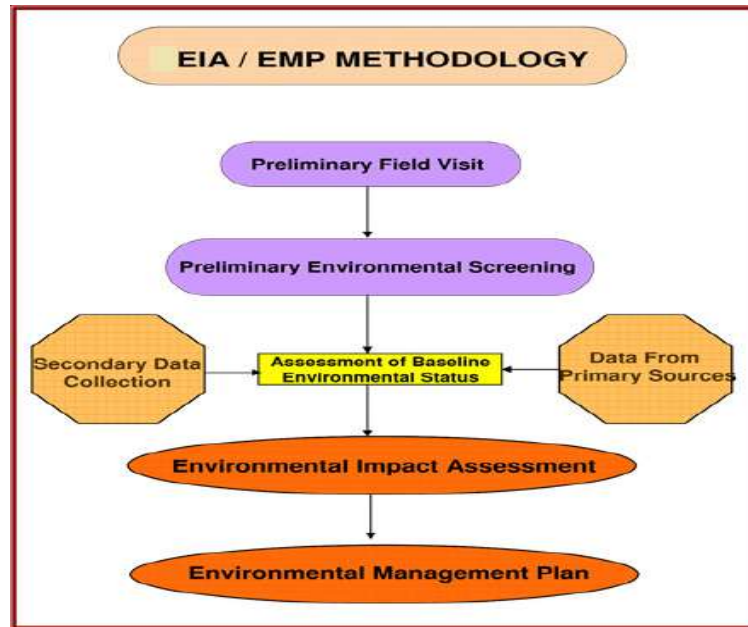 EIA / EMP METHODOLOGY
Preliminary Field Visit
Preliminary Environmental Screening
Secondary Data
Collection
Assessment of Baseline
Environmental Status
Data From
Primary Sources
Environmental Impact Assessment
Environmental Management Plan